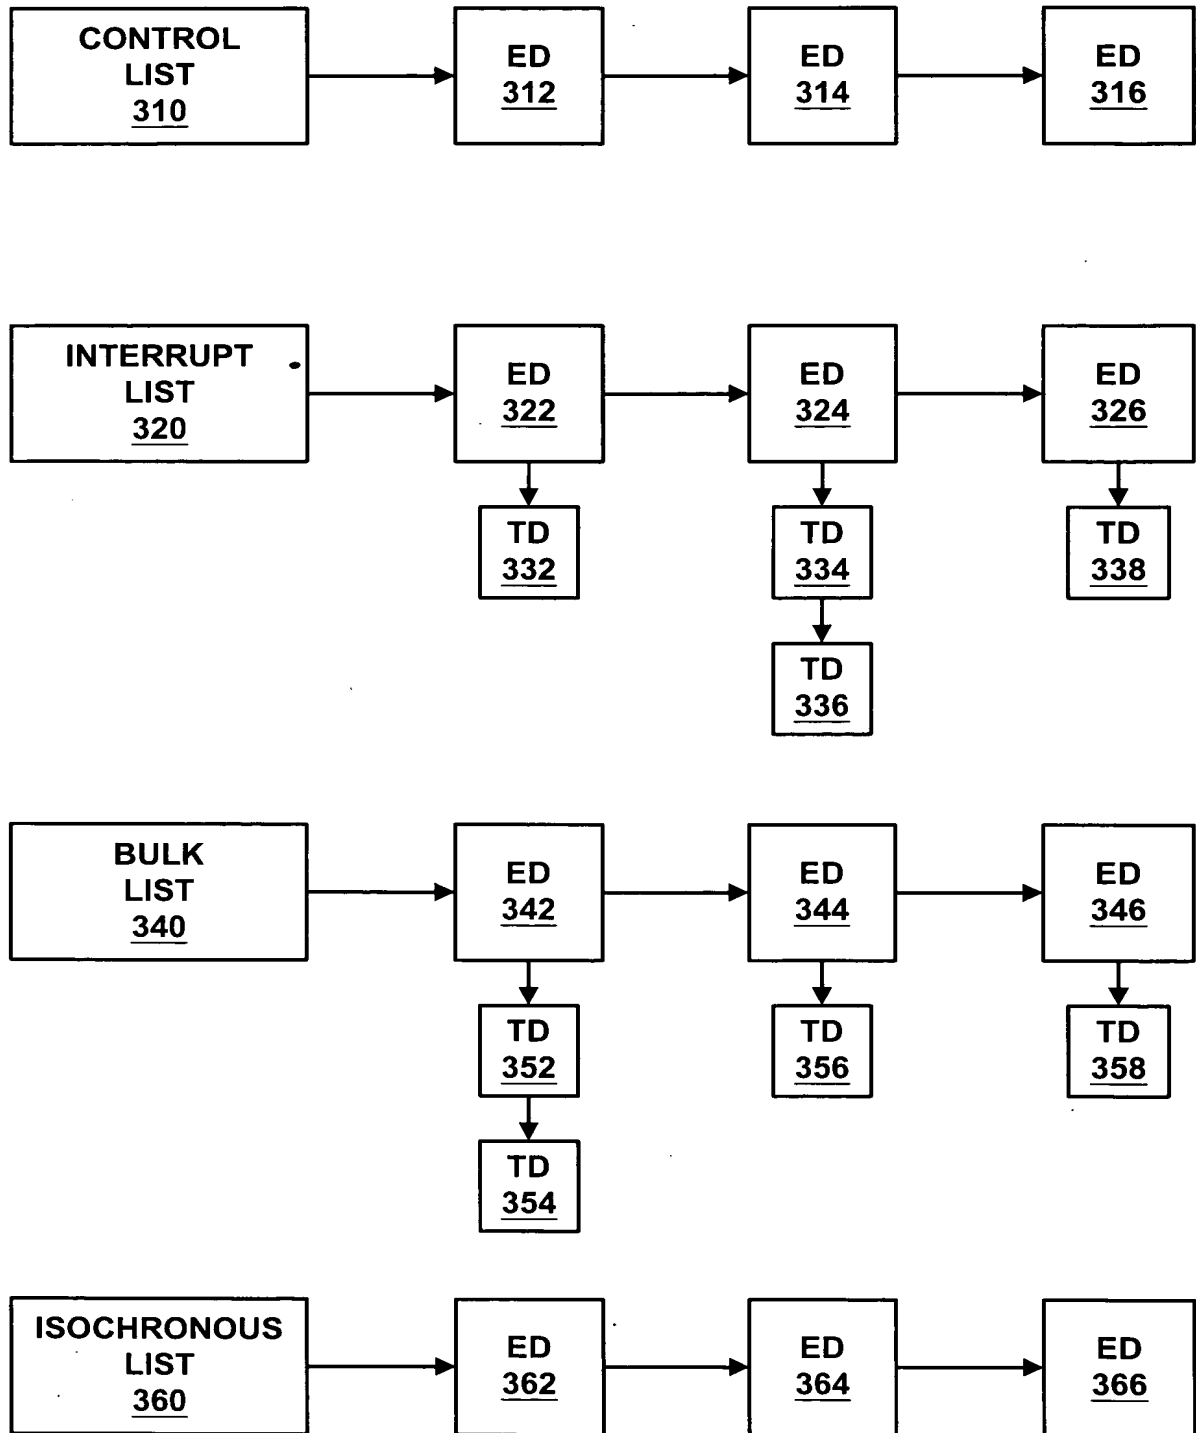 CONTROL
LIST
310
ED
312
ED
314
ED
316
INTERRUPT
LIST
320
ED
322
ED
324
ED
326
TD
332
TD
334
TD
338
TD
336
BULK
LIST
340
ED
342
ED
344
ED
346
TD
352
TD
356
TD
358
TD
354
ISOCHRONOUS
LIST
360
ED
362
ED
364
ED
366